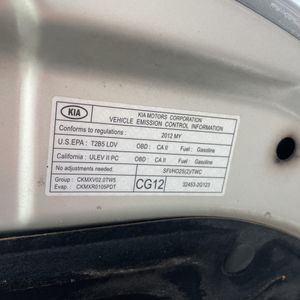 KIA
KIA MOTORS CORPORATION
VEHICLE EMISSION CONTROL INFORMATION
Conforms to regulations : 2012 MY
U.S.EPA : T2B5 LDV OBD : CA II Fuel : Gasoline
California : ULEV II PC OBD : CA II Fuel : Gasoline
No adjustments needed. SFI/HO2S(2)/TWC
Group : CKMXV02.0TW5 CG12 32453-2G123
Evap. : CKMXR0105PDT